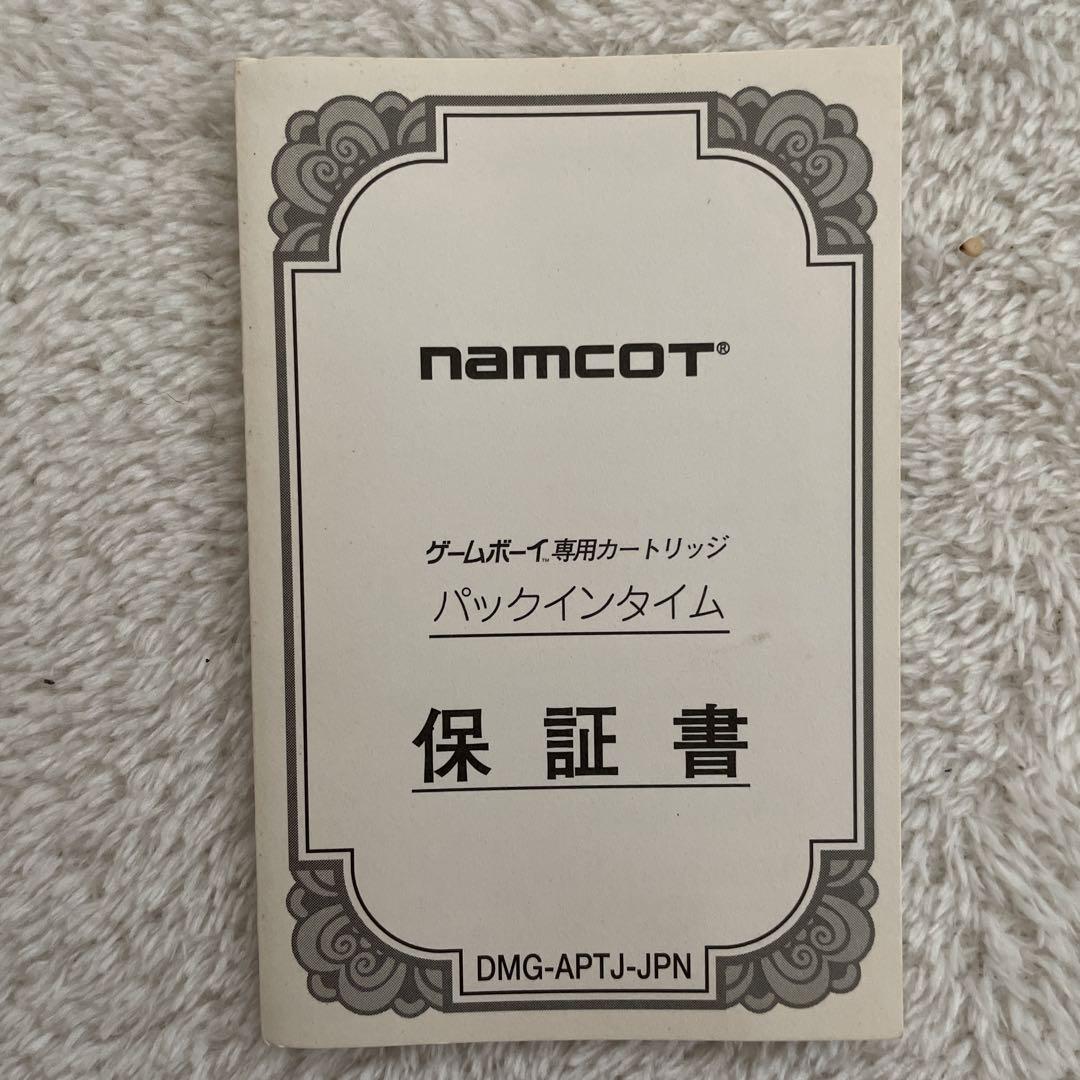 namcot®
ゲームボーイ™専用カートリッジ
パックインタイム
保証書
DMG-APTJ-JPN